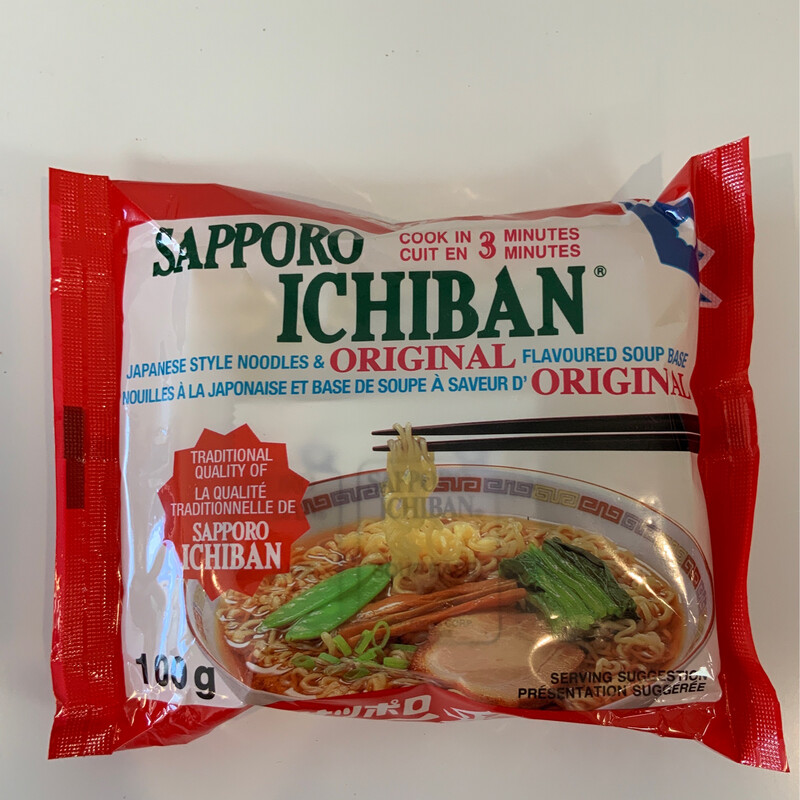 SAPPORO
COOK IN 3 MINUTES
CUIT EN 3 MINUTES
ICHIBAN®
JAPANESE STYLE NOODLES & ORIGINAL FLAVOURED SOUP BASE
NOUILLES À LA JAPONAISE ET BASE DE SOUPE À SAVEUR D' ORIGINAL
TRADITIONAL
QUALITY OF
LA QUALITÉ
TRADITIONNELLE DE
SAPPORO
ICHIBAN
SAPPORO
ICHIBAN
100 g
SERVING SUGGESTION
PRÉSENTATION SUGGÉRÉE